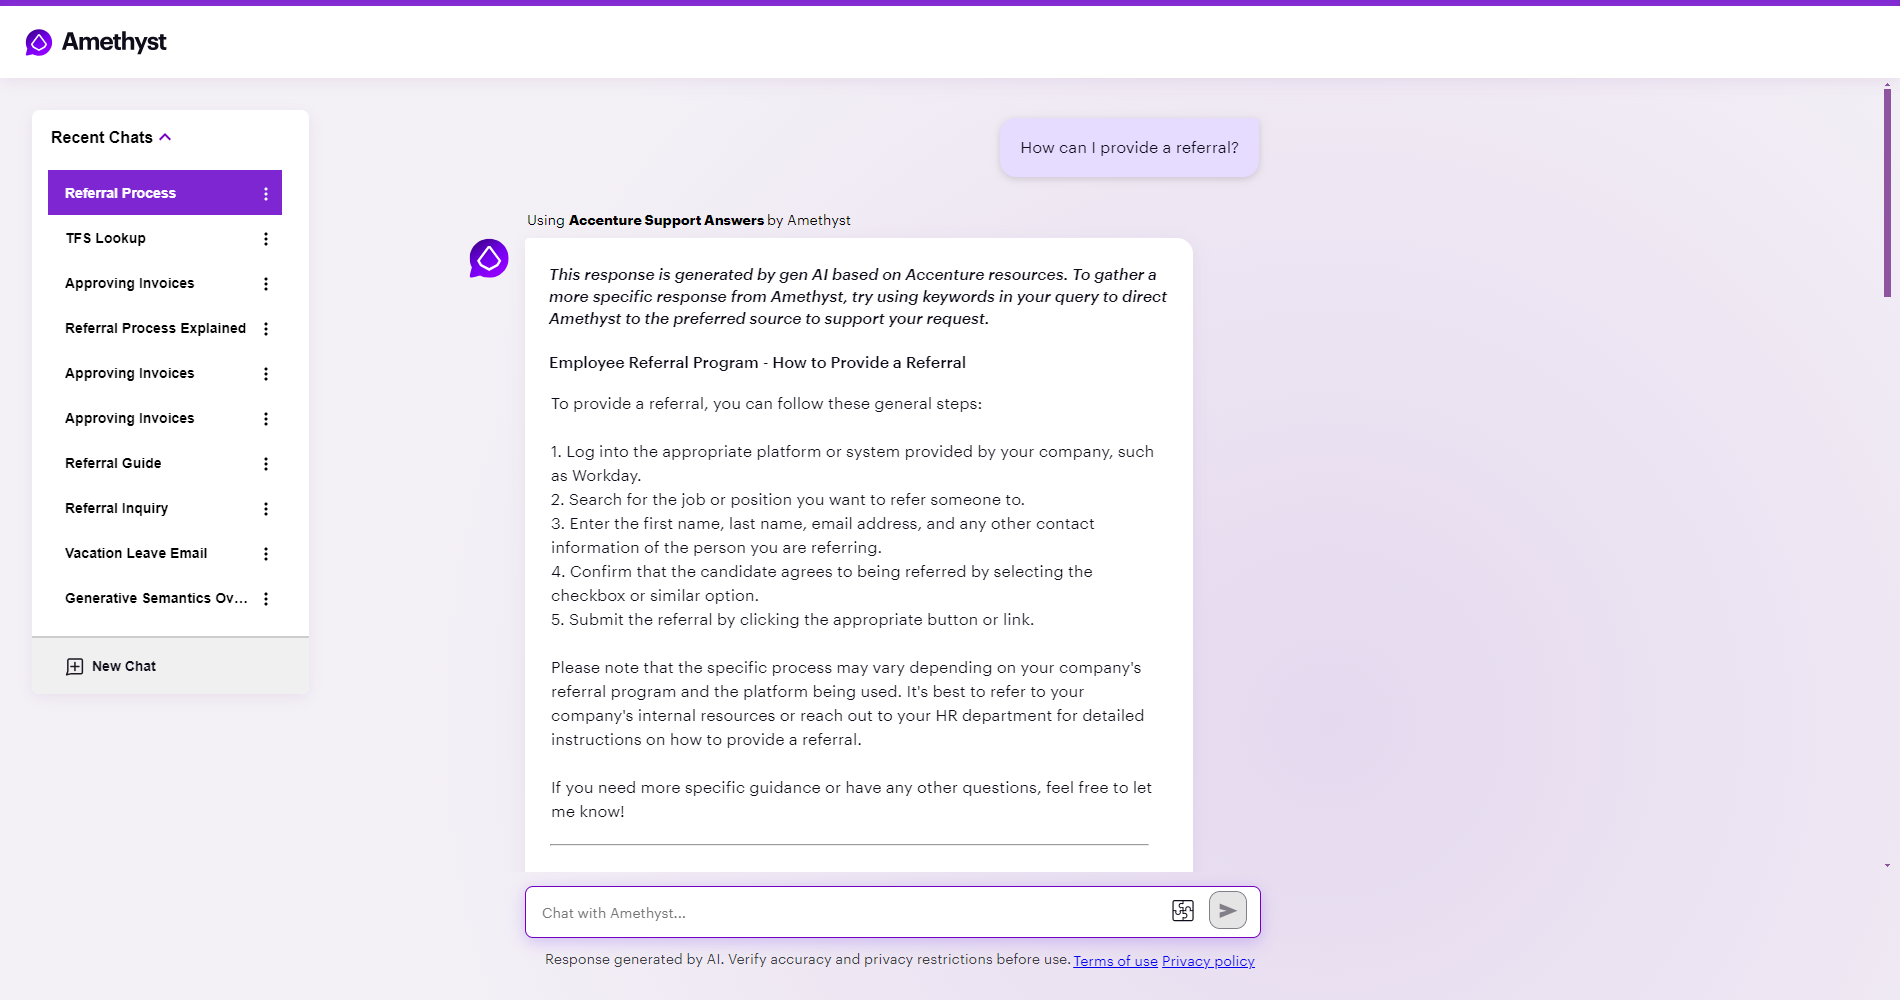 Amethyst
Recent Chats
Referral Process
TFS Lookup
Approving Invoices
Referral Process Explained
Approving Invoices
Approving Invoices
Referral Guide
Referral Inquiry
Vacation Leave Email
Generative Semantics Ov...
New Chat
How can I provide a referral?
Using Accenture Support Answers by Amethyst
This response is generated by gen AI based on Accenture resources. To gather a
more specific response from Amethyst, try using keywords in your query to direct
Amethyst to the preferred source to support your request.
Employee Referral Program - How to Provide a Referral
To provide a referral, you can follow these general steps:
1. Log into the appropriate platform or system provided by your company, such
as Workday.
2. Search for the job or position you want to refer someone to.
3. Enter the first name, last name, email address, and any other contact
information of the person you are referring.
4. Confirm that the candidate agrees to being referred by selecting the
checkbox or similar option.
5. Submit the referral by clicking the appropriate button or link.
Please note that the specific process may vary depending on your company's
referral program and the platform being used. It's best to refer to your
company's internal resources or reach out to your HR department for detailed
instructions on how to provide a referral.
If you need more specific guidance or have any other questions, feel free to let
me know!
Chat with Amethyst...
Response generated by AI. Verify accuracy and privacy restrictions before use. Terms of use Privacy policy